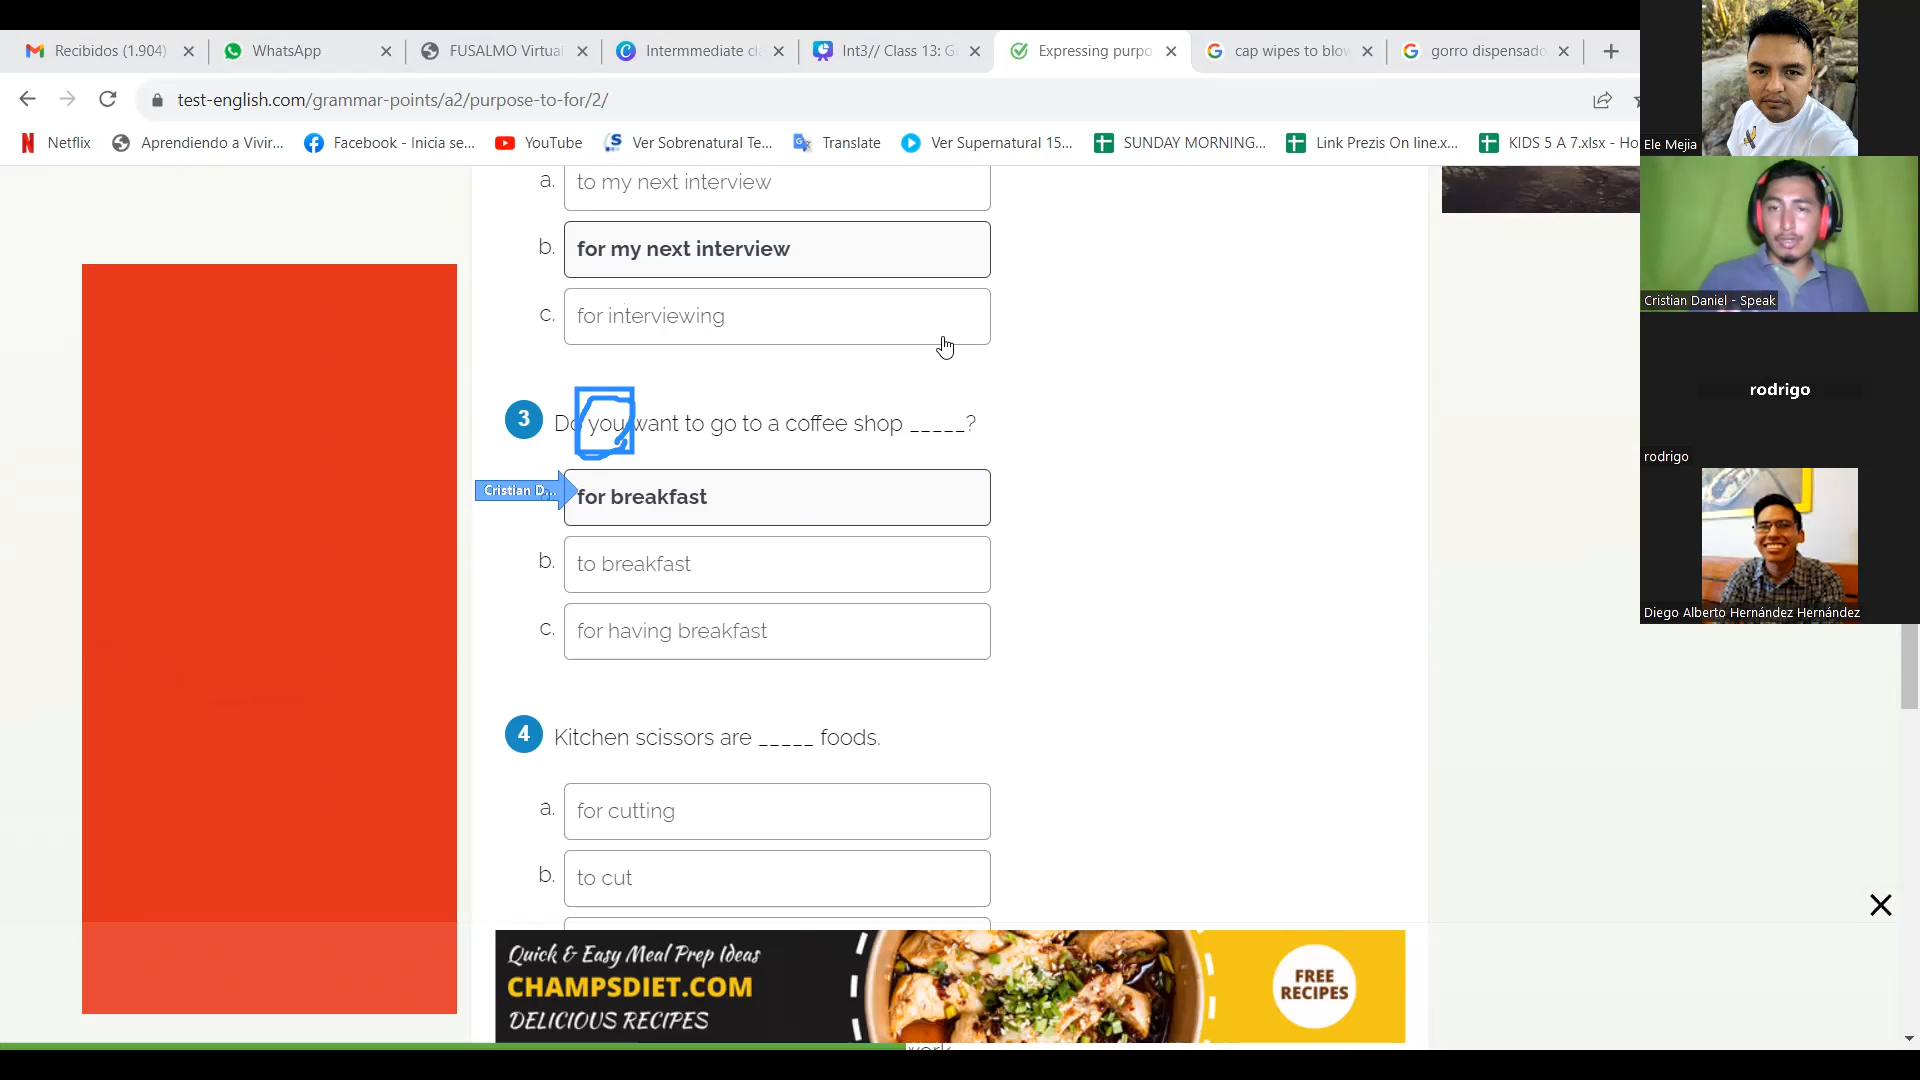 Recibidos (1.904)
WhatsApp
FUSALMO Virtua
Intermmediate cl
Int3// Class 13: G
Expressing purpo
cap wipes to blow
gorro dispensado
test-english.com/grammar-points/a2/purpose-to-for/2/
Netflix
Aprendiendo a Vivir...
Facebook - Inicia se...
YouTube
Ver Sobrenatural Te...
Translate
Ver Supernatural 15...
SUNDAY MORNING...
Link Prezis On line.x...
KIDS 5 A 7.xlsx - Ho
Ele Mejia
a. to my next interview
b. for my next interview
c. for interviewing
Cristian Daniel - Speak
rodrigo
rodrigo
3 Do you want to go to a coffee shop _____?
Cristian D...
for breakfast
b. to breakfast
c. for having breakfast
Diego Alberto Hernández Hernández
4 Kitchen scissors are _____ foods.
a. for cutting
b. to cut
Quick & Easy Meal Prep Ideas
CHAMPSDIET.COM
DELICIOUS RECIPES
FREE
RECIPES